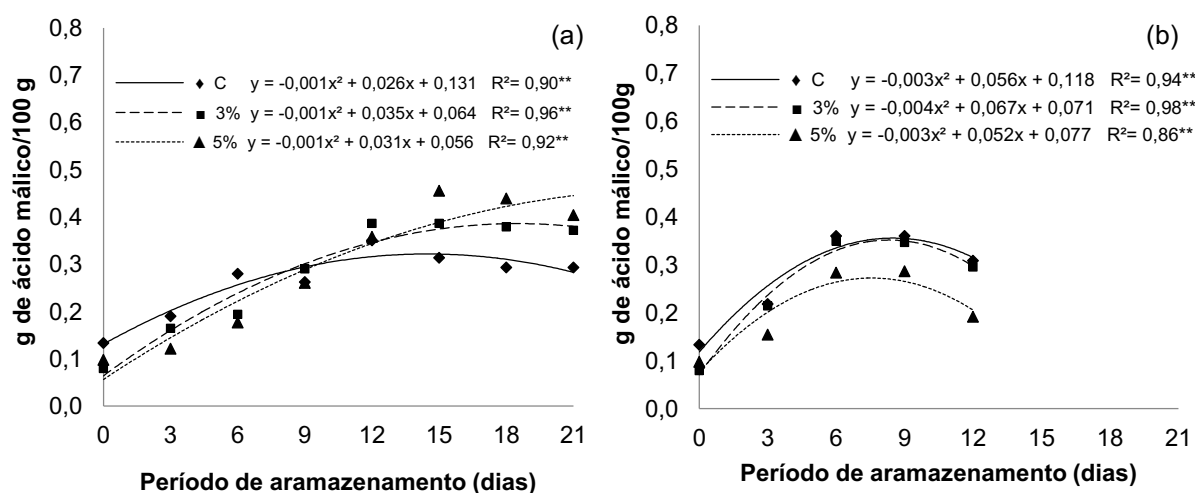 (a)
C y = -0,001x² + 0,026x + 0,131 R²= 0,90**
3% y = -0,001x² + 0,035x + 0,064 R²= 0,96**
5% y = -0,001x² + 0,031x + 0,056 R²= 0,92**
g de ácido málico/100 g
0,8
0,7
0,6
0,5
0,4
0,3
0,2
0,1
0,0
0 3 6 9 12 15 18 21
Período de aramazenamento (dias)
(b)
C y = -0,003x² + 0,056x + 0,118 R²= 0,94**
3% y = -0,004x² + 0,067x + 0,071 R²= 0,98**
5% y = -0,003x² + 0,052x + 0,077 R²= 0,86**
g de ácido málico/100g
0,8
0,7
0,6
0,5
0,4
0,3
0,2
0,1
0,0
0 3 6 9 12 15 18 21
Período de aramazenamento (dias)